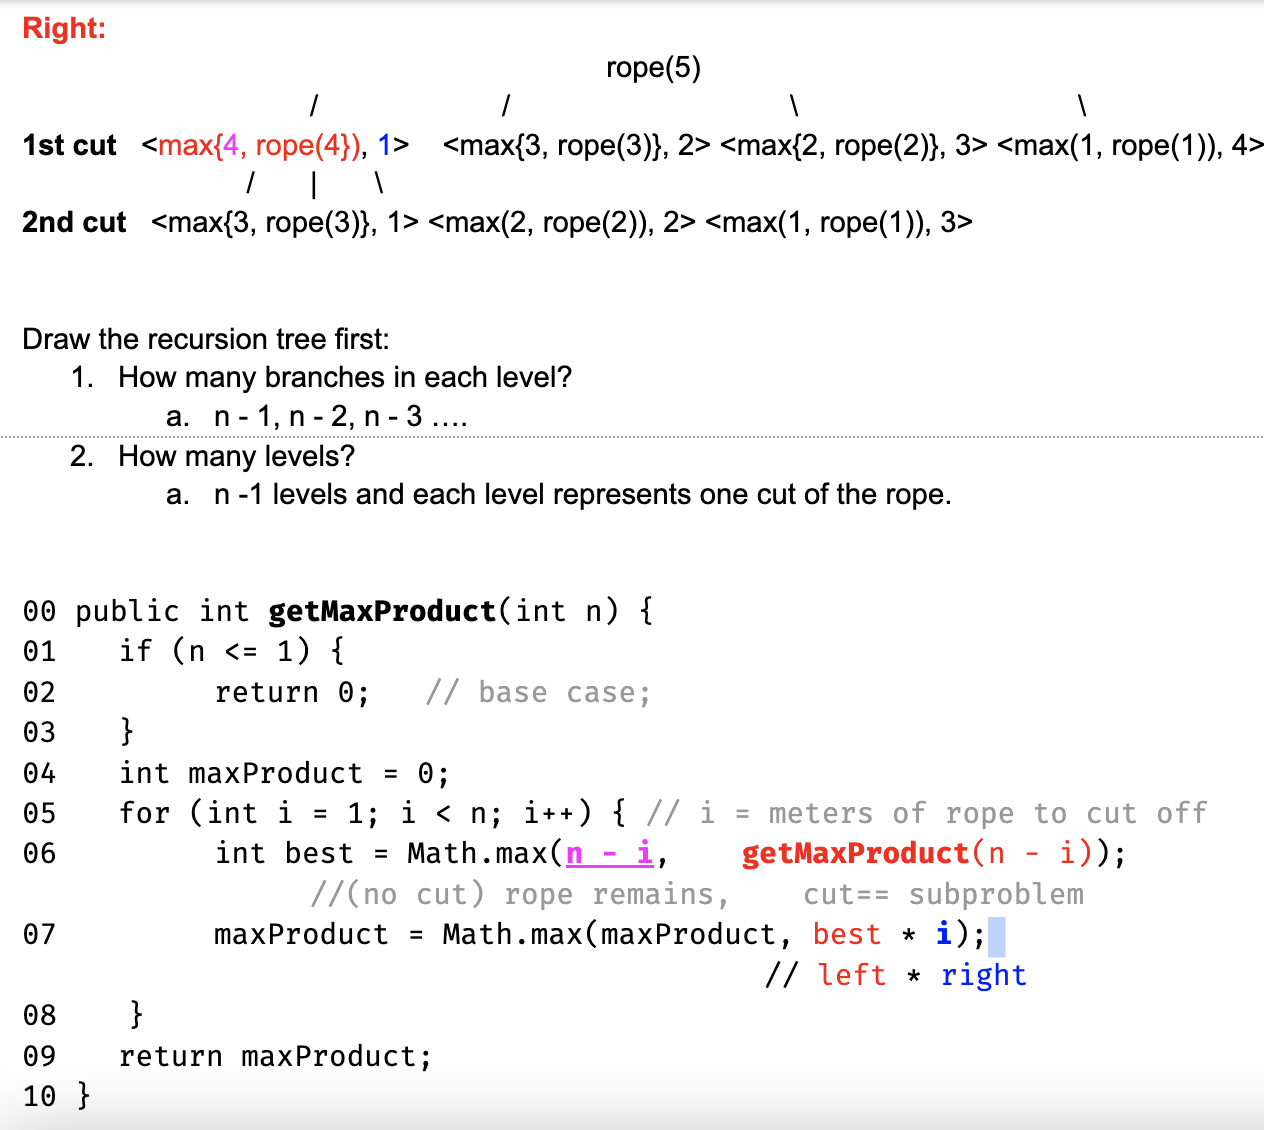 Right:
rope(5)
/ / \ \
1st cut <max{4, rope(4}), 1> <max{3, rope(3)}, 2> <max{2, rope(2)}, 3> <max(1, rope(1)), 4>
/ | \
2nd cut <max{3, rope(3)}, 1> <max(2, rope(2)), 2> <max(1, rope(1)), 3>
Draw the recursion tree first:
1. How many branches in each level?
a. n - 1, n - 2, n - 3 ....
2. How many levels?
a. n -1 levels and each level represents one cut of the rope.
00 public int getMaxProduct(int n) {
01 if (n <= 1) {
02 return 0; // base case;
03 }
04 int maxProduct = 0;
05 for (int i = 1; i < n; i++) { // i = meters of rope to cut off
06 int best = Math.max(n - i, getMaxProduct(n - i));
//(no cut) rope remains, cut== subproblem
07 maxProduct = Math.max(maxProduct, best * i);
// left * right
08 }
09 return maxProduct;
10 }